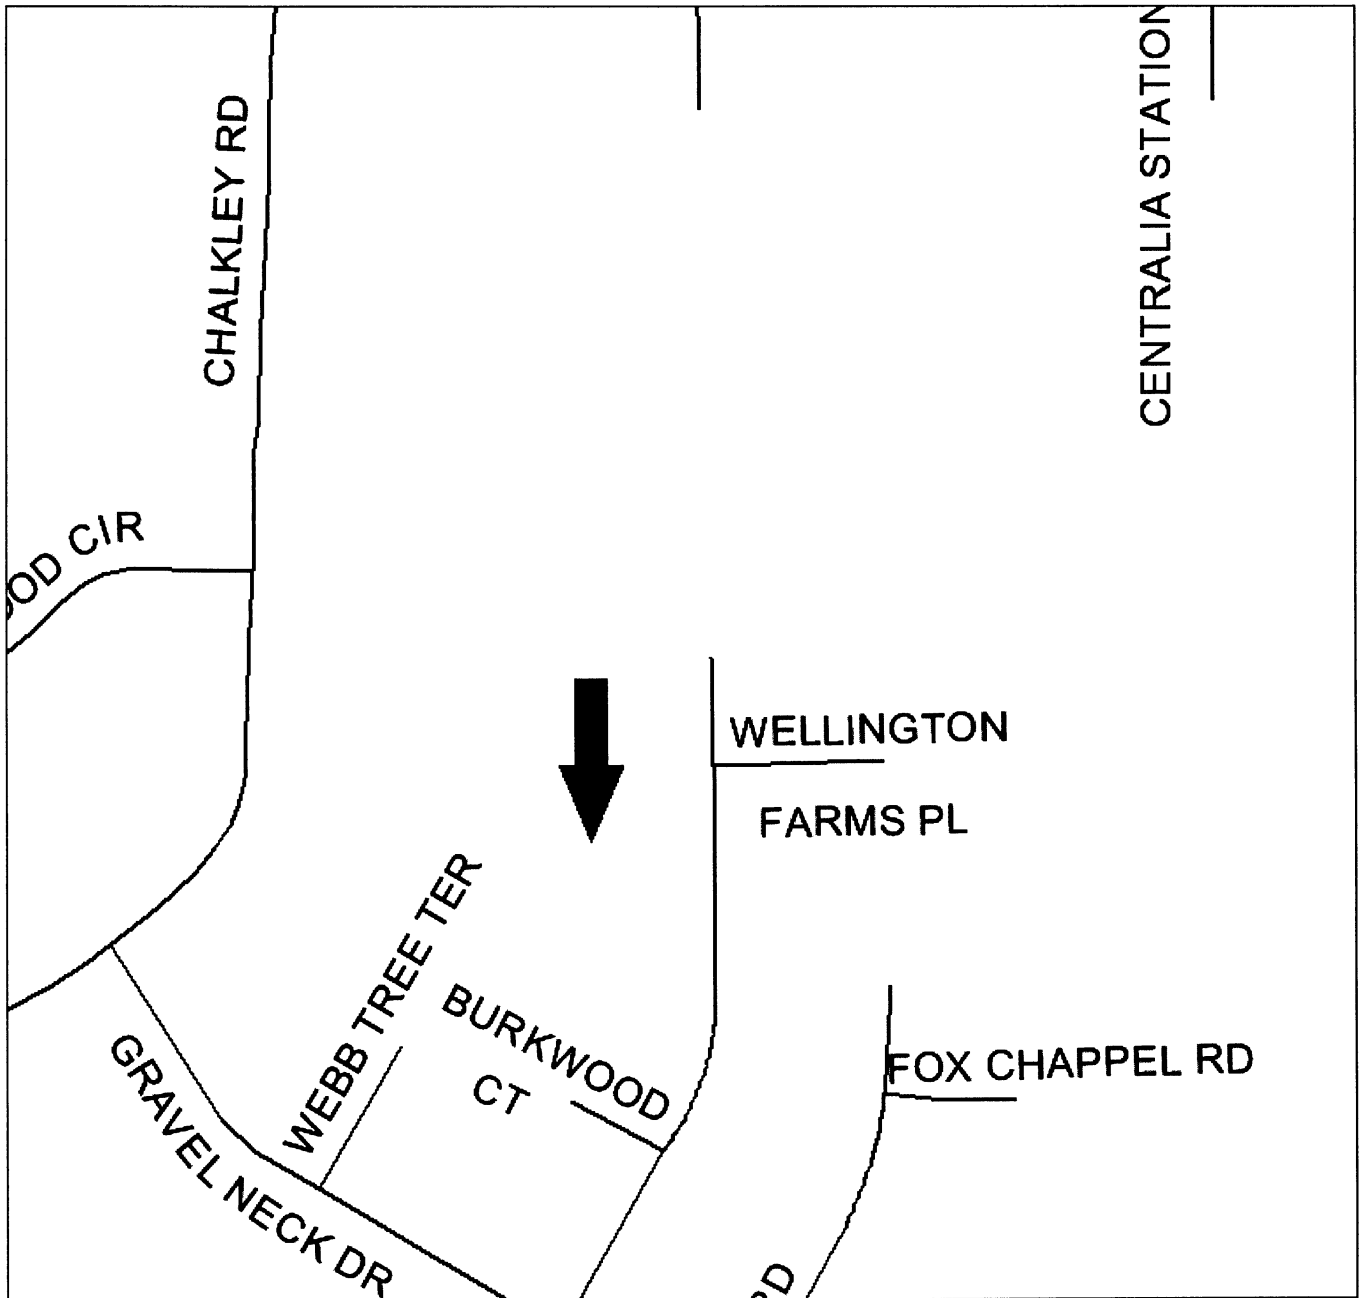 CHALKLEY RD
CENTRALIA STATION
CIR
WELLINGTON
FARMS PL
WEBB TREE TER
BURKWOOD
CT
FOX CHAPPEL RD
GRAVEL NECK DR